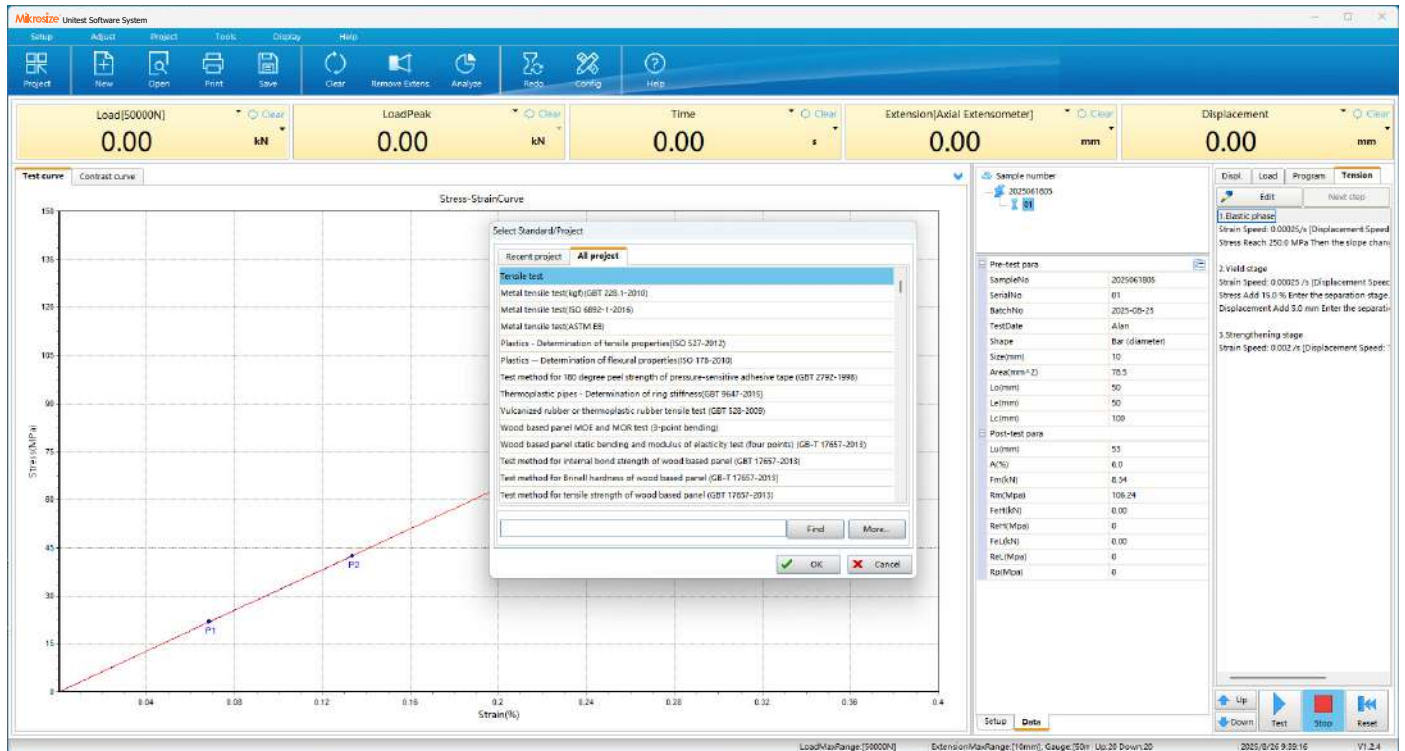 Mikrosize Unitest Software System
Setup Adjust Project Tools Display Help
Project New Open Print Save Clear Remove Extens. Analyze Redo Config Help
Load[50000N] Clear LoadPeak Clear Time Clear Extension[Axial Extensometer] Clear Displacement Clear
0.00 kN 0.00 kN 0.00 s 0.00 mm 0.00 mm
Test curve Contrast curve
Stress-StrainCurve
150
135
120
105
90
75
60
45
30
15
0
Stress(MPa)
P1
P2
0.04 0.08 0.12 0.16 0.2 0.24 0.28 0.32 0.36 0.4
Strain(%)
Select Standard/Project
Recent project All project
Tensile test
Metal tensile test(kgf)(GBT 228.1-2010)
Metal tensile test(ISO 6892-1-2016)
Metal tensile test(ASTM E8)
Plastics - Determination of tensile properties(ISO 527-2012)
Plastics — Determination of flexural properties(ISO 178-2010)
Test method for 180 degree peel strength of pressure-sensitive adhesive tape (GBT 2792-1998)
Thermoplastic pipes - Determination of ring stiffness(GBT 9647-2015)
Vulcanized rubber or thermoplastic rubber tensile test (GBT 528-2009)
Wood based panel MOE and MOR test (3-point bending)
Wood based panel static bending and modulus of elasticity test (four points) (GB-T 17657-2013)
Test method for internal bond strength of wood based panel (GBT 17657-2013)
Test method for Brinell hardness of wood based panel (GB-T 17657-2013)
Test method for tensile strength of wood based panel (GBT 17657-2013)
Find More...
OK Cancel
Sample number
2025061805
01
Pre-test para
SampleNo 2025061805
SerialNo 01
BatchNo 2025-08-25
TestDate Alan
Shape Bar (diameter)
Size(mm) 10
Area(mm^2) 78.5
Lo(mm) 50
Le(mm) 50
Lc(mm) 100
Post-test para
Lu(mm) 53
A(%) 6.0
Fm(kN) 8.34
Rm(Mpa) 106.24
FeH(kN) 0.00
ReH(Mpa) 0
FeL(kN) 0.00
ReL(Mpa) 0
Rp(Mpa) 0
Setup Data
Displ. Load Program Tension
Edit Next step
1.Elastic phase
Strain Speed: 0.00025/s [Displacement Speed
Stress Reach 250.0 MPa Then the slope chan
2.Yield stage
Strain Speed: 0.00025 /s [Displacement Speec
Stress Add 15.0 % Enter the separation stage.
Displacement Add 5.0 mm Enter the separati
3.Strengthening stage
Strain Speed: 0.002 /s [Displacement Speed:
Up
Down Test Stop Reset
LoadMaxRange:[50000N] ExtensionMaxRange:[10mm], Gauge:[50m Up:20 Down:20 2025/8/26 9:39:16 V1.2.4